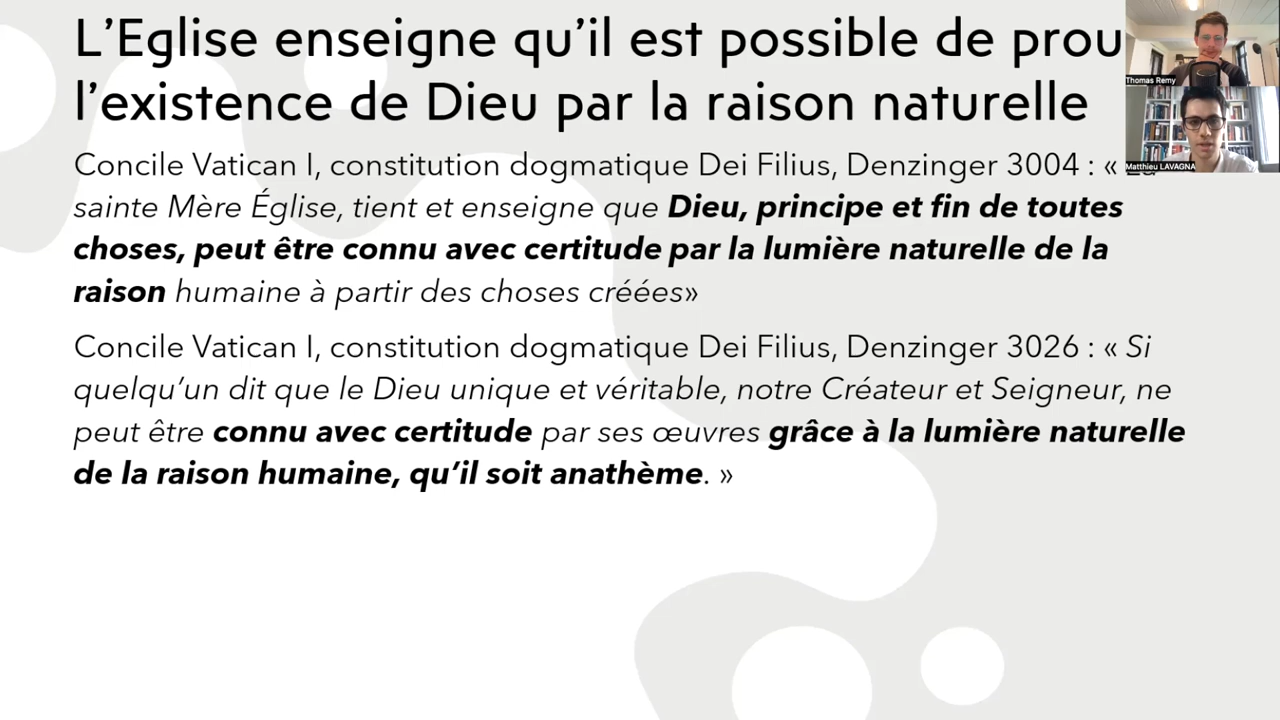 L’Eglise enseigne qu’il est possible de prou
l’existence de Dieu par la raison naturelle
Thomas Remy
Matthieu LAVAGNA
Concile Vatican I, constitution dogmatique Dei Filius, Denzinger 3004 : «
sainte Mère Église, tient et enseigne que Dieu, principe et fin de toutes
choses, peut être connu avec certitude par la lumière naturelle de la
raison humaine à partir des choses créées»
Concile Vatican I, constitution dogmatique Dei Filius, Denzinger 3026 : « Si
quelqu’un dit que le Dieu unique et véritable, notre Créateur et Seigneur, ne
peut être connu avec certitude par ses œuvres grâce à la lumière naturelle
de la raison humaine, qu’il soit anathème. »